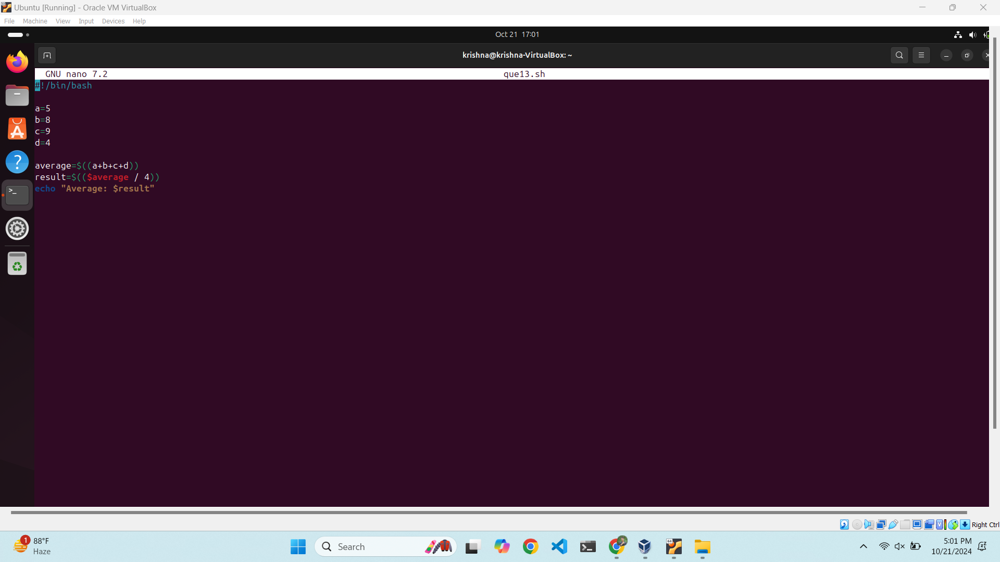 Ubuntu [Running] - Oracle VM VirtualBox
File Machine View Input Devices Help
Oct 21 17:01
krishna@krishna-VirtualBox: ~
GNU nano 7.2 que13.sh
#!/bin/bash
a=5
b=8
c=9
d=4
average=$((a+b+c+d))
result=$(($average / 4))
echo "Average: $result"
Right Ctrl
1
88°F
Haze
Search
64
5:01 PM
10/21/2024